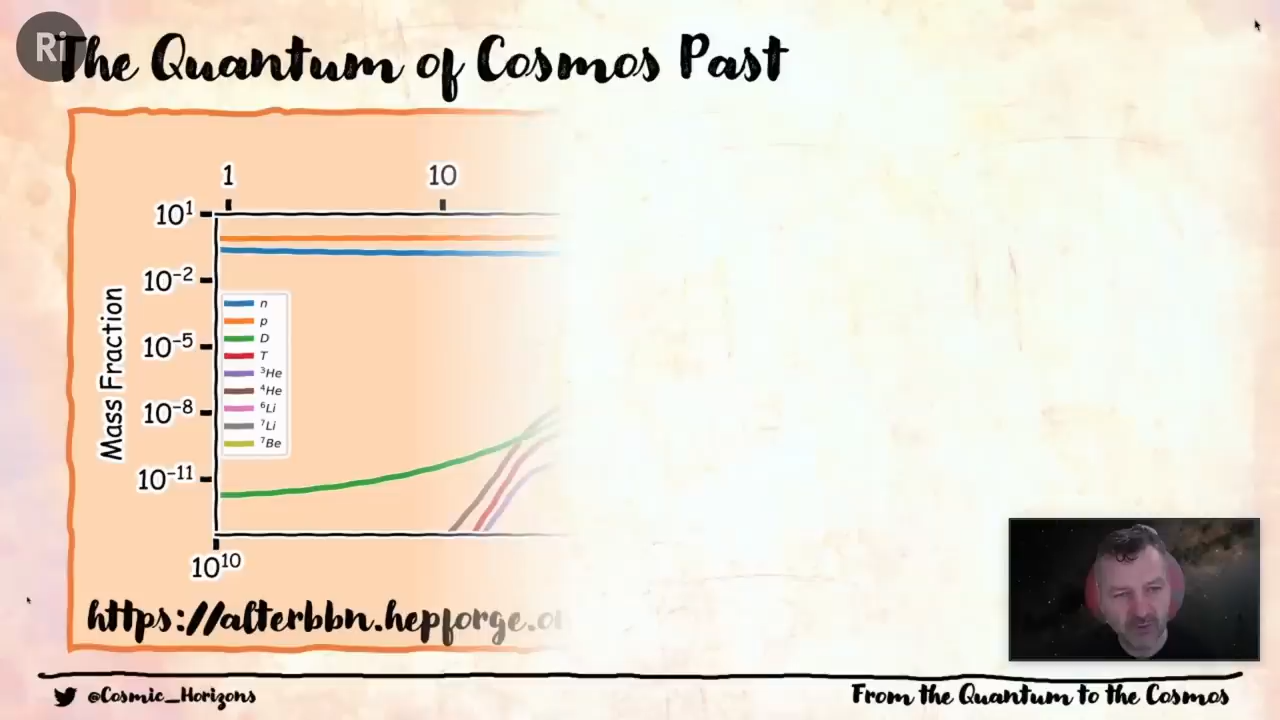 Ri
The Quantum of Cosmos Past
1 10
10¹
10⁻²
10⁻⁵
10⁻⁸
10⁻¹¹
Mass Fraction
n
p
D
T
³He
⁴He
⁶Li
⁷Li
⁷Be
10¹⁰
https://alterbbn.hepforge.o
@Cosmic_Horizons
From the Quantum to the Cosmos